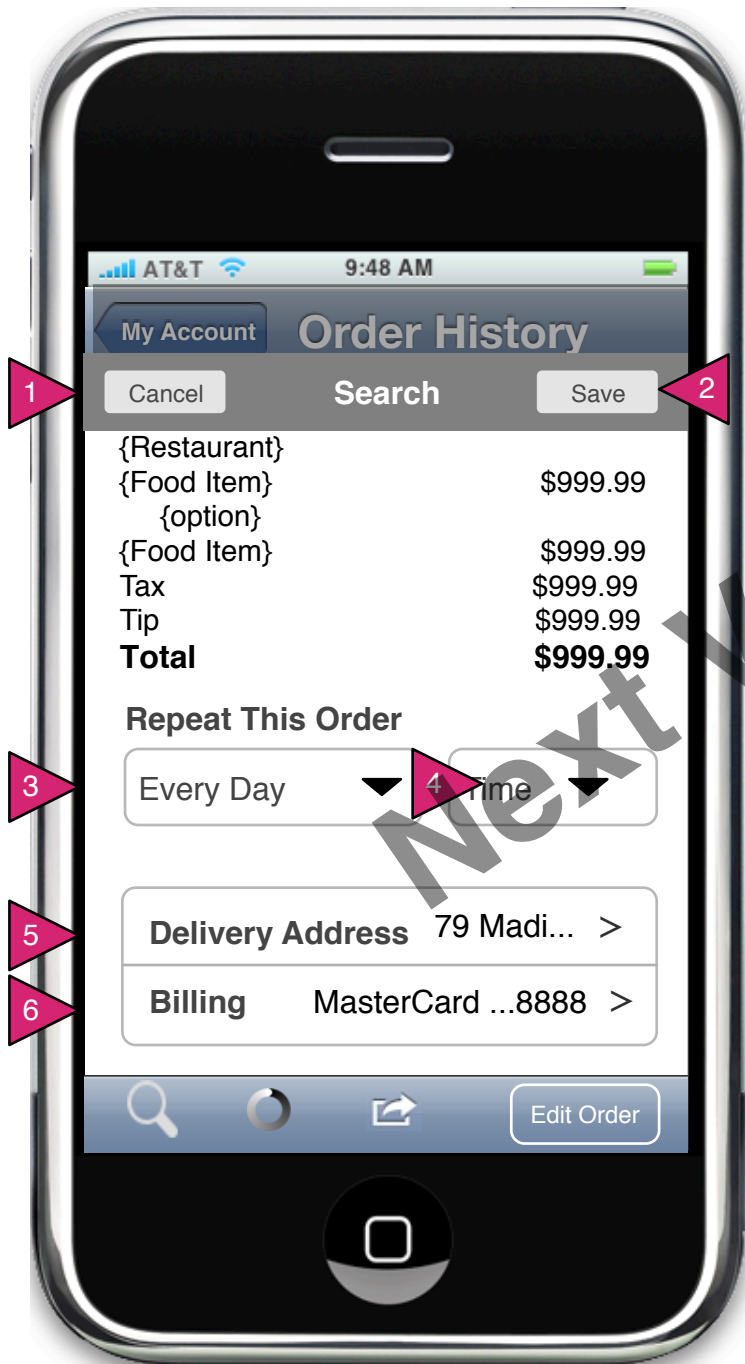 AT&T 9:48 AM
My Account Order History
1 Cancel Search Save 2
{Restaurant}
{Food Item} $999.99
{option}
{Food Item} $999.99
Tax $999.99
Tip $999.99
Total $999.99
Repeat This Order
3 Every Day 4 Time
Next
5 Delivery Address 79 Madi... >
6 Billing MasterCard ...8888 >
Edit Order